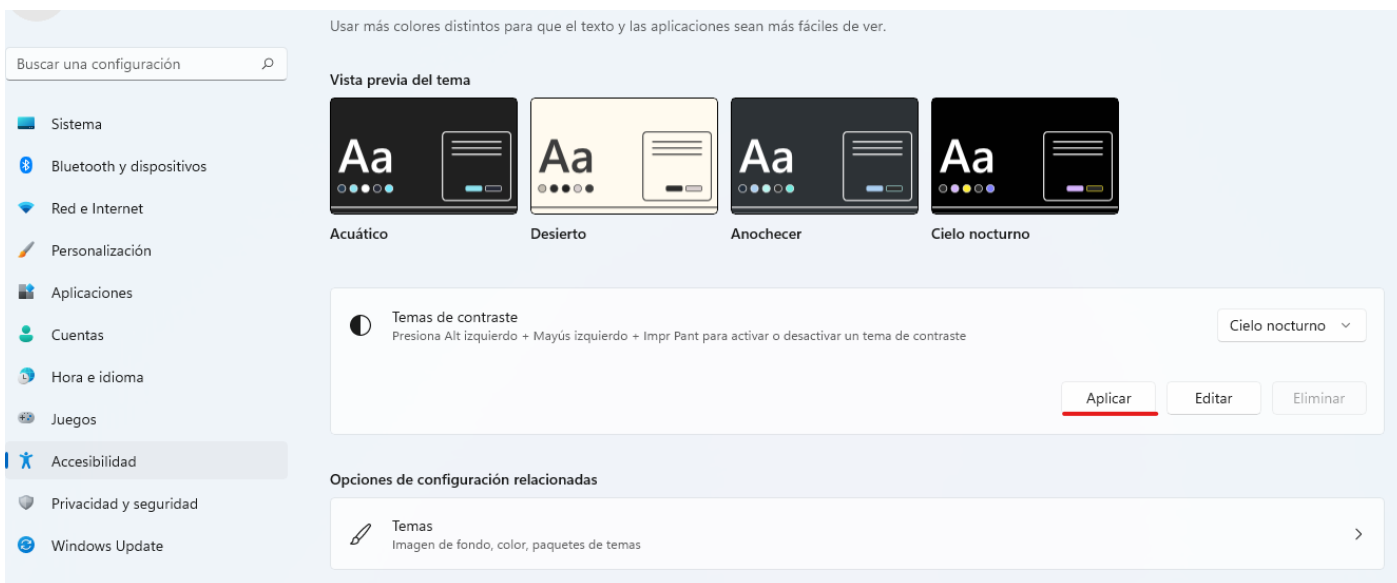 Usar más colores distintos para que el texto y las aplicaciones sean más fáciles de ver.
Buscar una configuración
Sistema
Bluetooth y dispositivos
Red e Internet
Personalización
Aplicaciones
Cuentas
Hora e idioma
Juegos
Accesibilidad
Privacidad y seguridad
Windows Update
Vista previa del tema
Aa
Aa
Aa
Aa
Acuático
Desierto
Anochecer
Cielo nocturno
Temas de contraste
Presiona Alt izquierdo + Mayús izquierdo + Impr Pant para activar o desactivar un tema de contraste
Cielo nocturno
Aplicar
Editar
Eliminar
Opciones de configuración relacionadas
Temas
Imagen de fondo, color, paquetes de temas